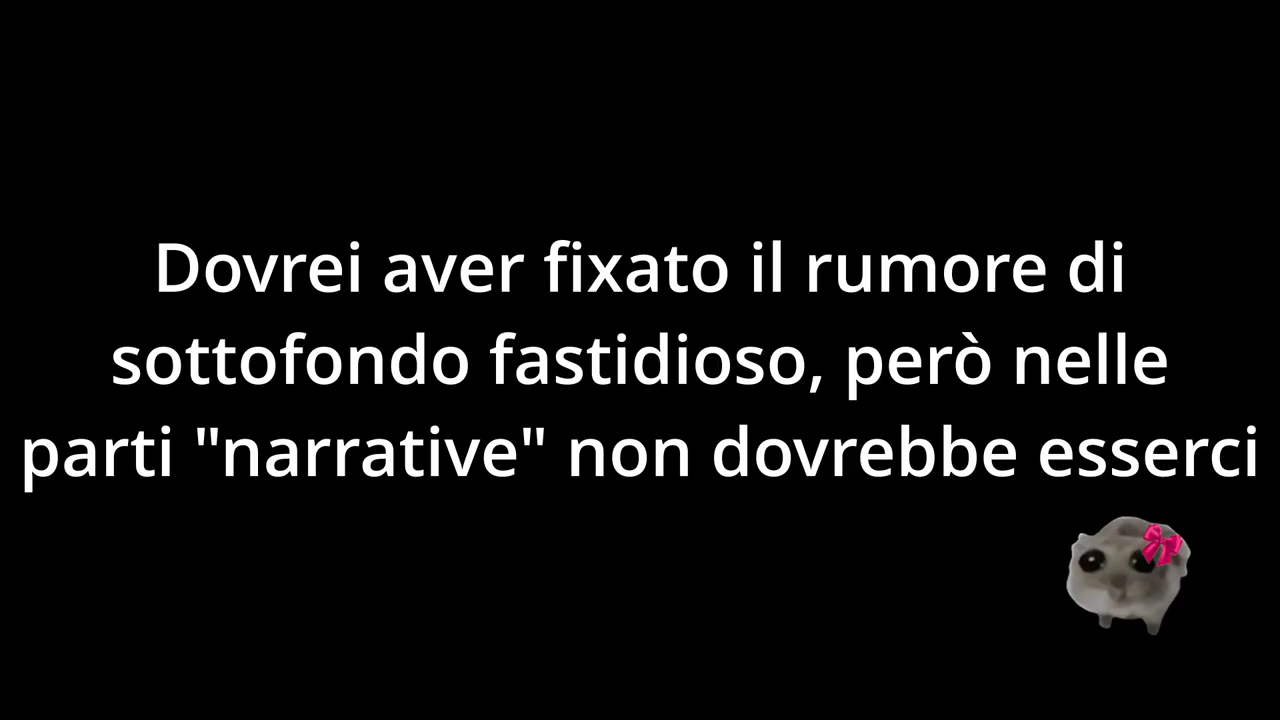 Dovrei aver fixato il rumore di
sottofondo fastidioso, però nelle
parti "narrative" non dovrebbe esserci